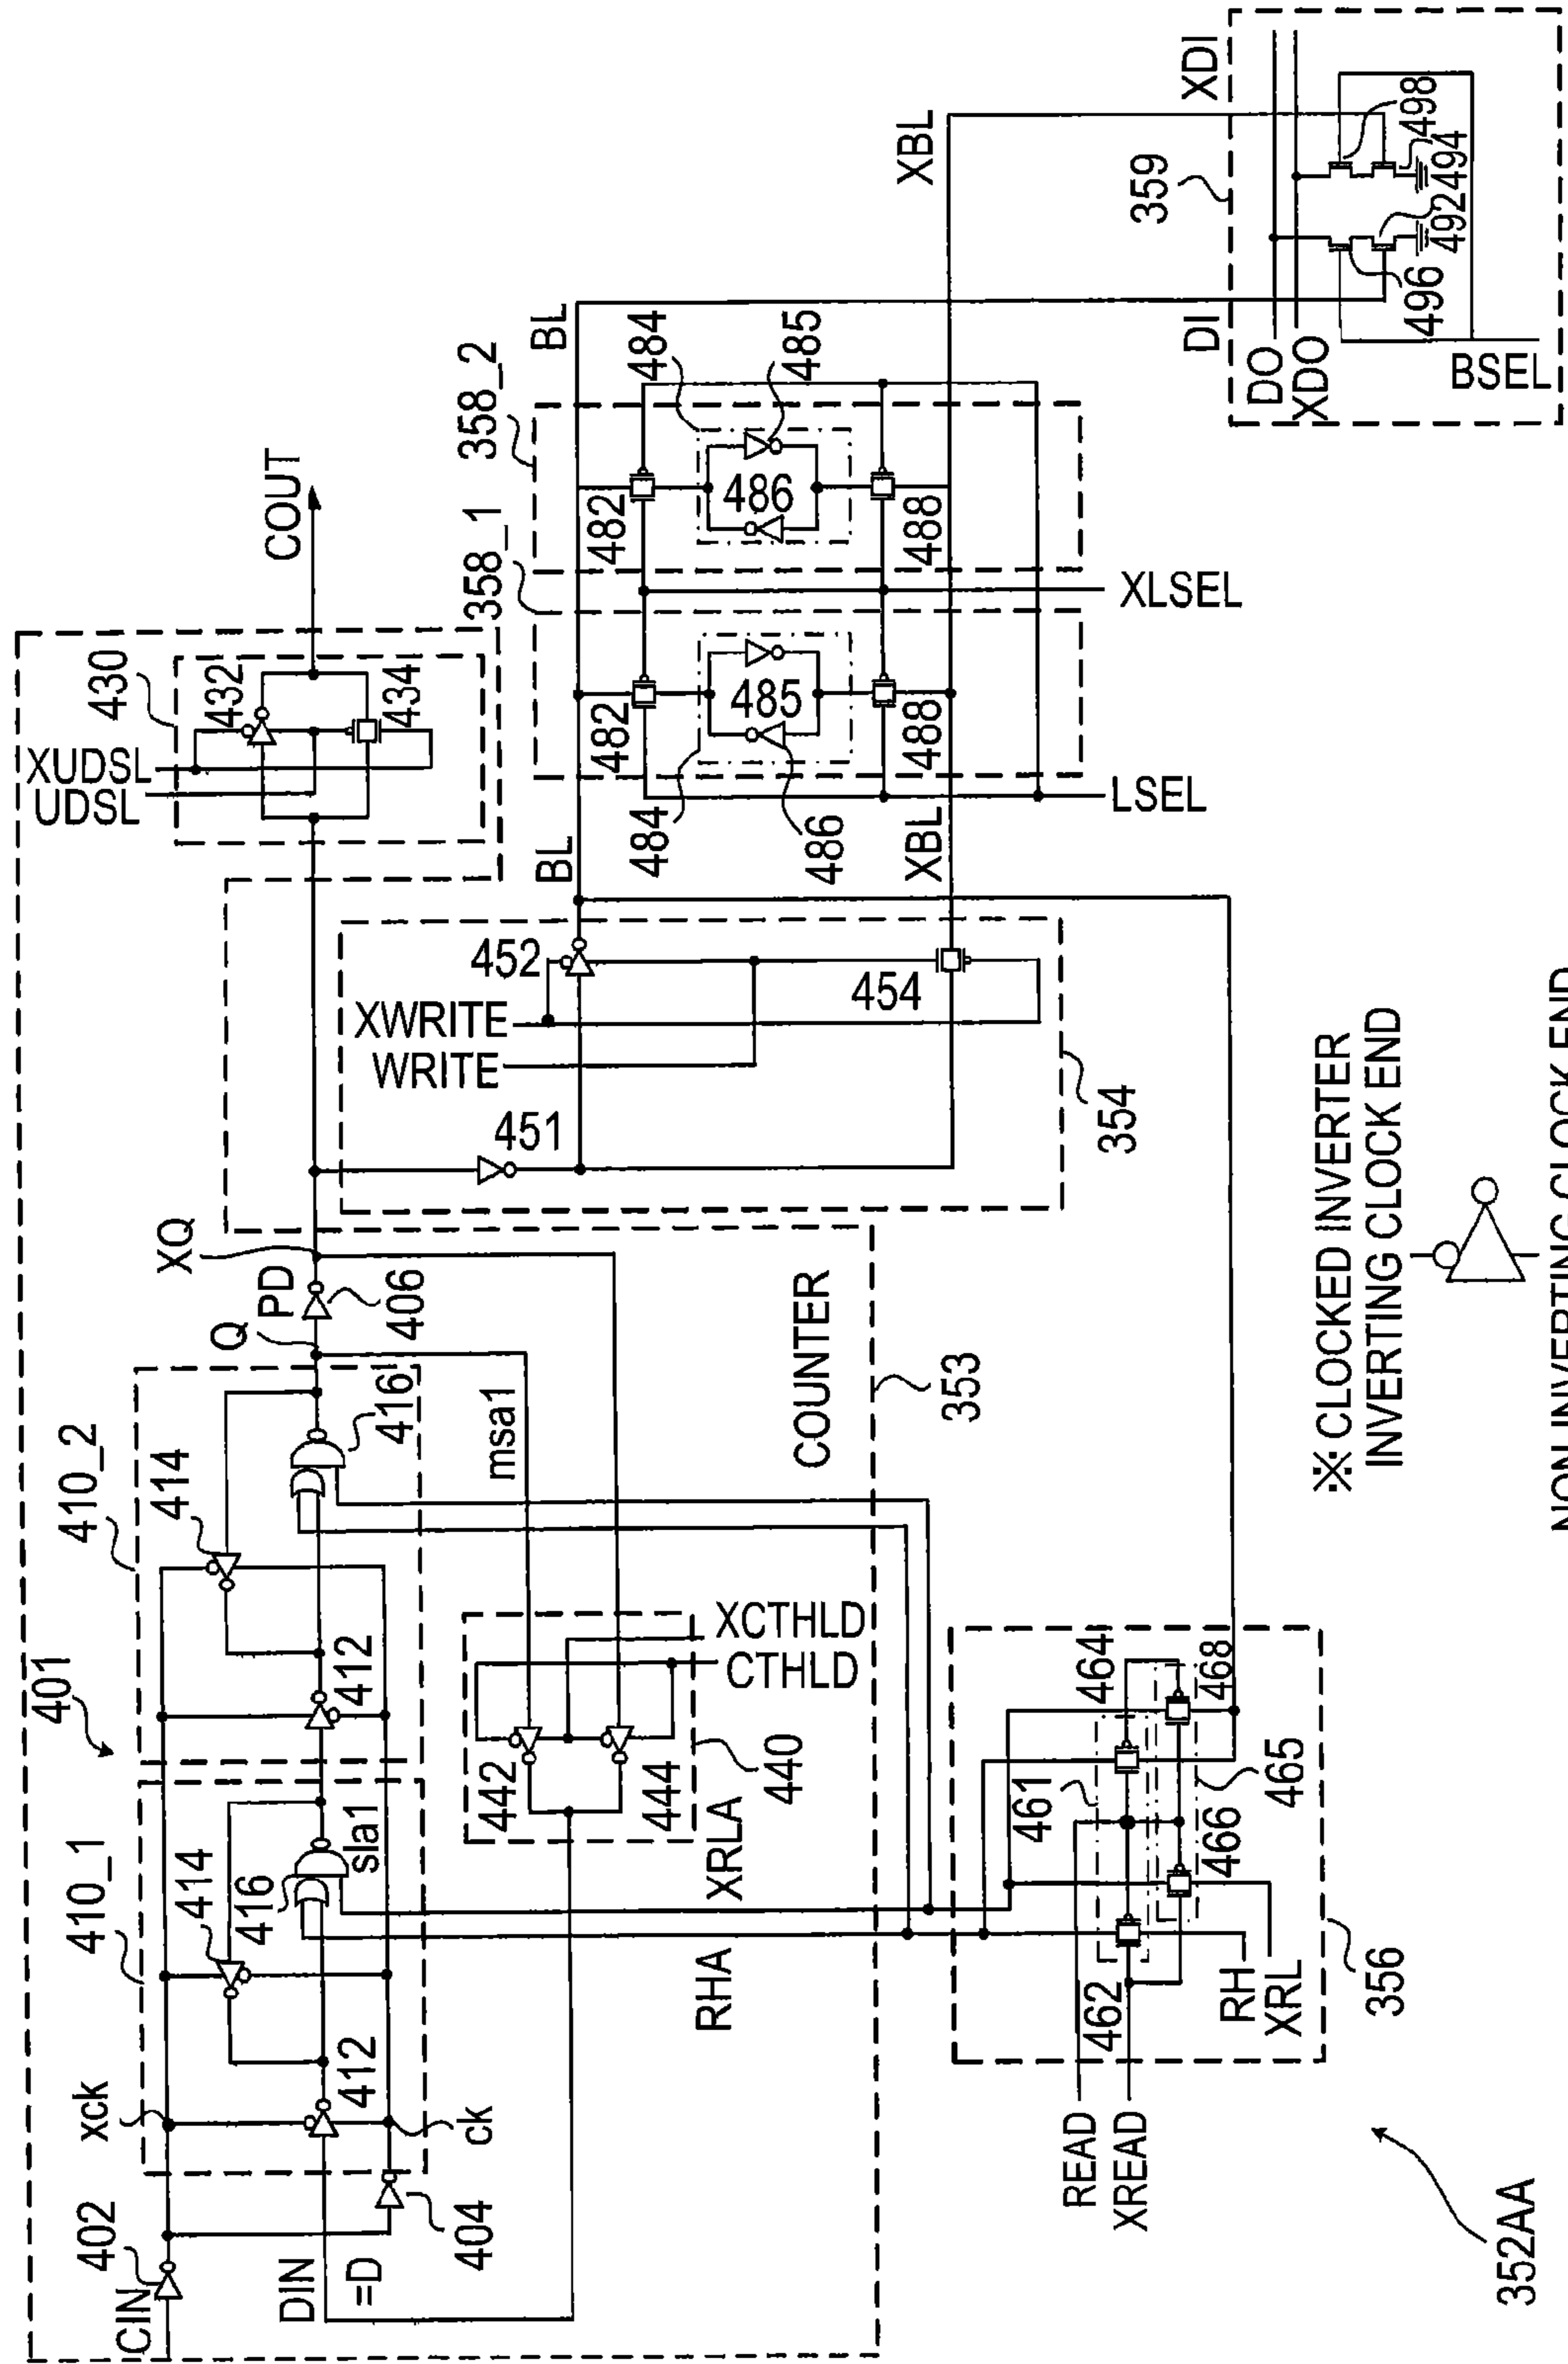 CIN
402
xck
DIN
=D
404
ck
410_1
412
414
416
sla1
401
410_2
412
414
416
msa1
Q
PD
406
XQ
442
444
440
XCTHLD
CTHLD
XRLA
RHA
COUNTER
353
XUDSL
UDSL
430
432
434
COUT
451
452
454
XWRITE
WRITE
354
BL
XBL
358_1
358_2
482
484
485
486
488
482
484
485
486
488
XLSEL
LSEL
BL
XBL
359
DI
XDI
DO
XDO
496
492
494
498
BSEL
READ
XREAD
461
462
464
465
466
468
RH
XRL
356
352AA
※ CLOCKED INVERTER
INVERTING CLOCK END
NON INVERTING CLOCK END